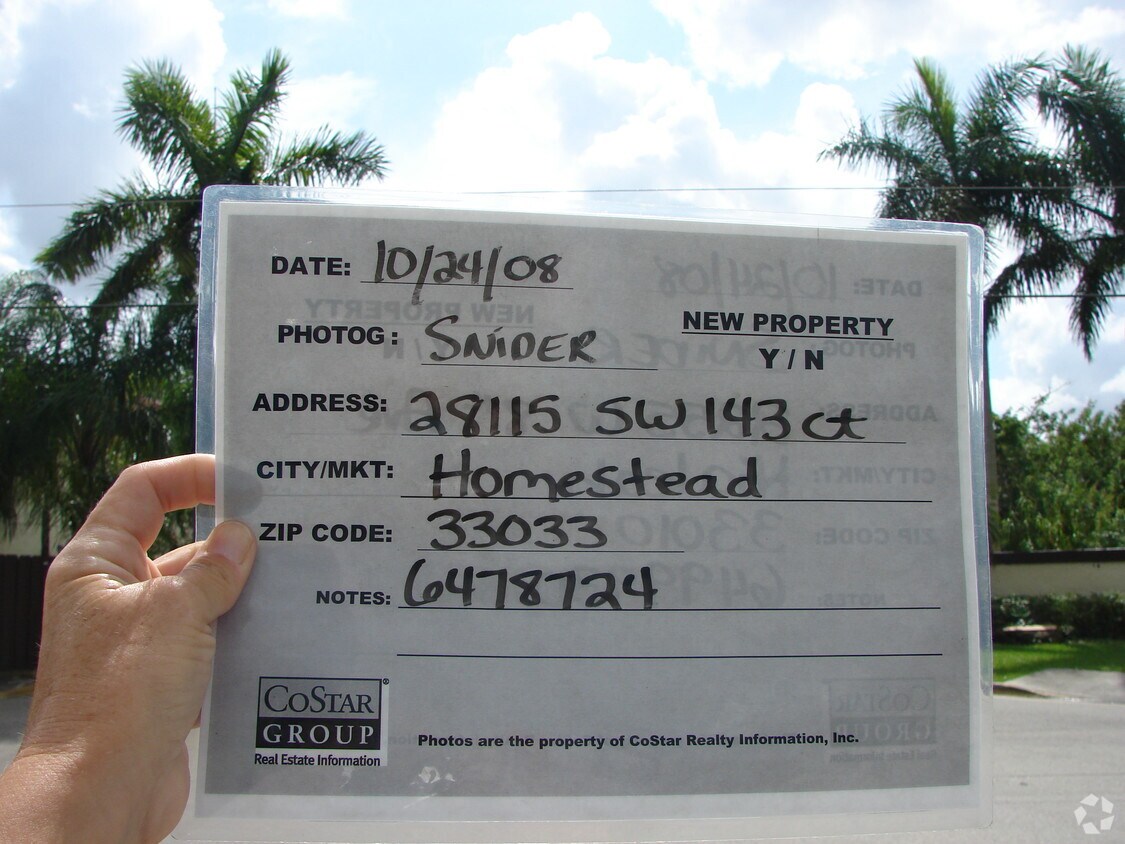 DATE: 10/24/08
PHOTOG: SNiDER
NEW PROPERTY
Y / N
ADDRESS: 28115 SW 143 ct
CITY/MKT: Homestead
ZIP CODE: 33033
NOTES: 6478724
COSTAR®
GROUP
Real Estate Information
Photos are the property of CoStar Realty Information, Inc.